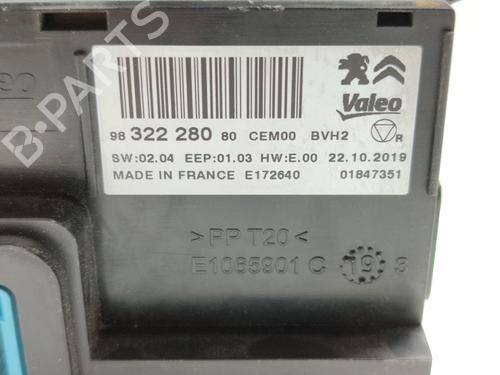 Valeo
98 322 280 80 CEM00 BVH2
R
SW:02.04 EEP:01.03 HW:E.00 22.10.2019
MADE IN FRANCE E172640 01847351
>PP T20<
E1065901 C 19 3
B-PARTS